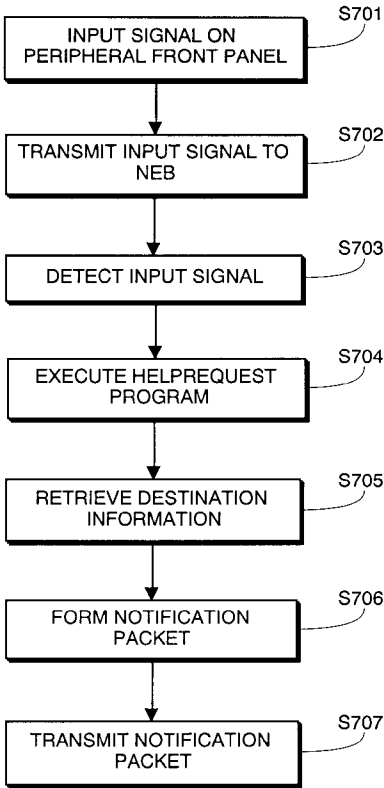 S701
INPUT SIGNAL ON
PERIPHERAL FRONT PANEL
S702
TRANSMIT INPUT SIGNAL TO
NEB
S703
DETECT INPUT SIGNAL
S704
EXECUTE HELPREQUEST
PROGRAM
S705
RETRIEVE DESTINATION
INFORMATION
S706
FORM NOTIFICATION
PACKET
S707
TRANSMIT NOTIFICATION
PACKET